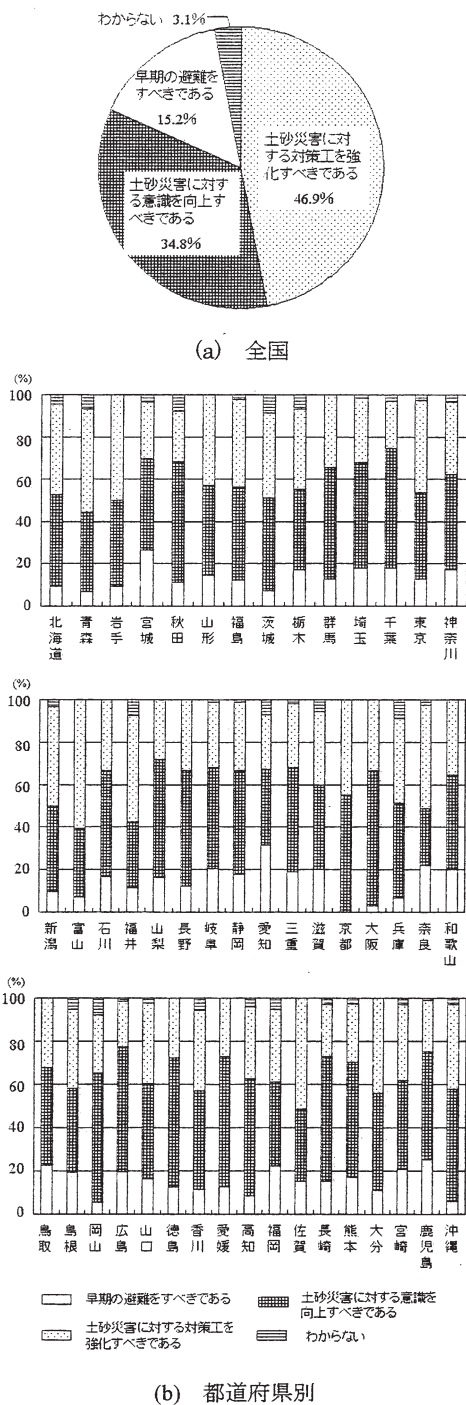 わからない 3.1%
早期の避難を
すべきである
15.2%
土砂災害に対
する対策工を強
化すべきである
46.9%
土砂災害に対す
る意識を向上す
べきである
34.8%
(a) 全国
(%)
100
80
60
40
20
0
北海道 青森 岩手 宮城 秋田 山形 福島 茨城 栃木 群馬 埼玉 千葉 東京 神奈川
(%)
100
80
60
40
20
0
新潟 富山 石川 福井 山梨 長野 岐阜 静岡 愛知 三重 滋賀 京都 大阪 兵庫 奈良 和歌山
100
80
60
40
20
0
鳥取 島根 岡山 広島 山口 徳島 香川 愛媛 高知 福岡 佐賀 長崎 熊本 大分 宮崎 鹿児島 沖縄
早期の避難をすべきである
土砂災害に対する意識を
向上すべきである
土砂災害に対する対策工を
強化すべきである
わからない
(b) 都道府県別